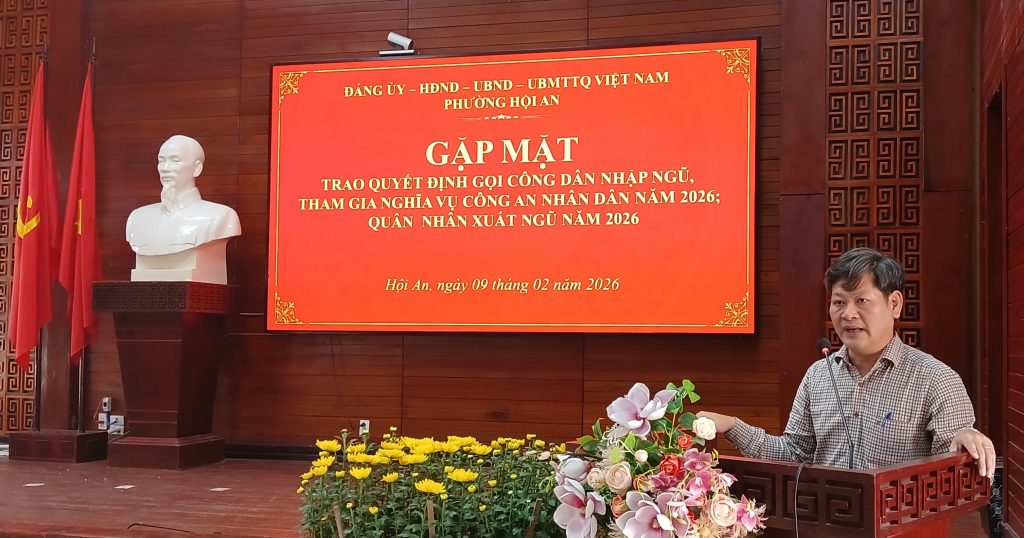 ĐẢNG ỦY – HĐND – UBND – UBMTTQ VIỆT NAM
PHƯỜNG HỘI AN
GẶP MẶT
TRAO QUYẾT ĐỊNH GỌI CÔNG DÂN NHẬP NGŨ,
THAM GIA NGHĨA VỤ CÔNG AN NHÂN DÂN NĂM 2026;
QUÂN NHÂN XUẤT NGŨ NĂM 2026
Hội An, ngày 09 tháng 02 năm 2026